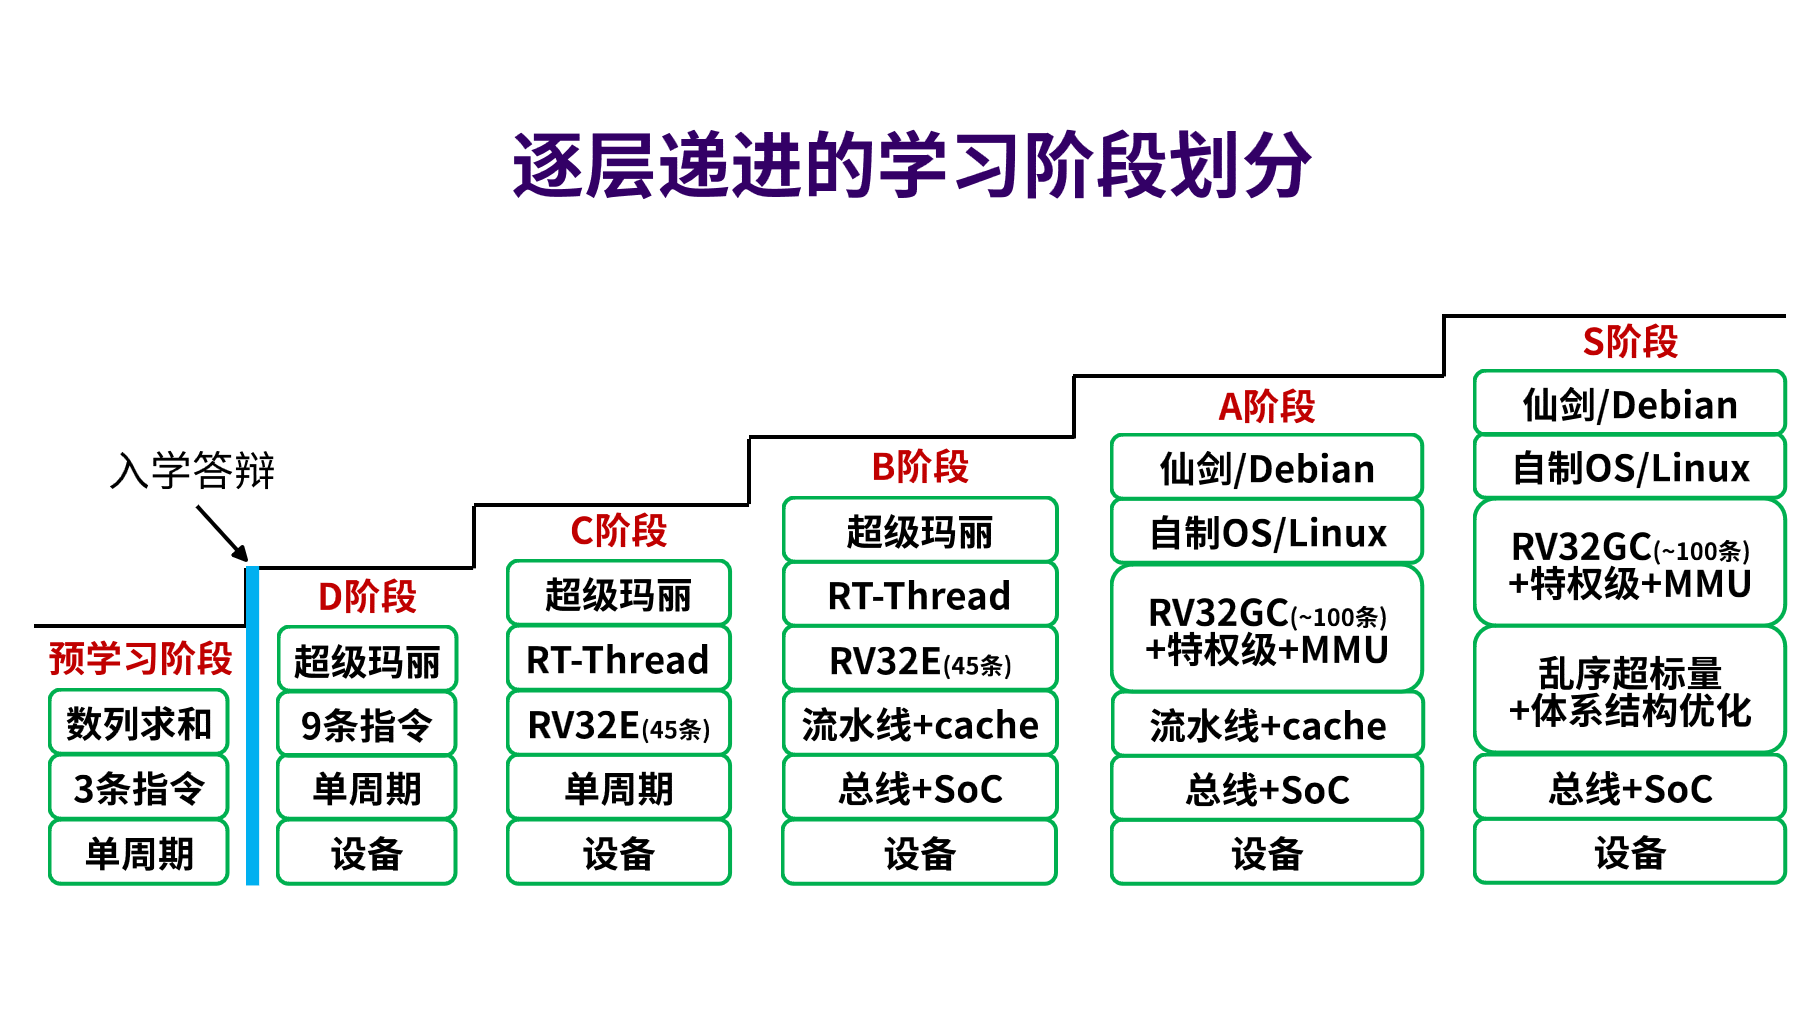 逐层递进的学习阶段划分
入学答辩
预学习阶段
数列求和
3条指令
单周期
D阶段
超级玛丽
9条指令
单周期
设备
C阶段
超级玛丽
RT-Thread
RV32E(45条)
单周期
设备
B阶段
超级玛丽
RT-Thread
RV32E(45条)
流水线+cache
总线+SoC
设备
A阶段
仙剑/Debian
自制OS/Linux
RV32GC(~100条)
+特权级+MMU
流水线+cache
总线+SoC
设备
S阶段
仙剑/Debian
自制OS/Linux
RV32GC(~100条)
+特权级+MMU
乱序超标量
+体系结构优化
总线+SoC
设备